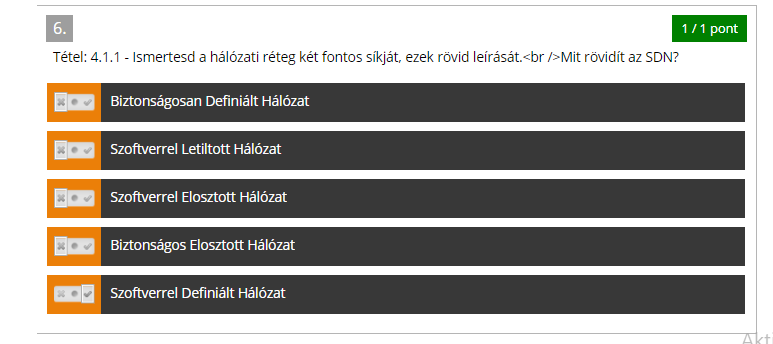 6.
1 / 1 pont
Tétel: 4.1.1 - Ismertesd a hálózati réteg két fontos síkját, ezek rövid leírását.<br />Mit rövidít az SDN?
Biztonságosan Definiált Hálózat
Szoftverrel Letiltott Hálózat
Szoftverrel Elosztott Hálózat
Biztonságos Elosztott Hálózat
Szoftverrel Definiált Hálózat